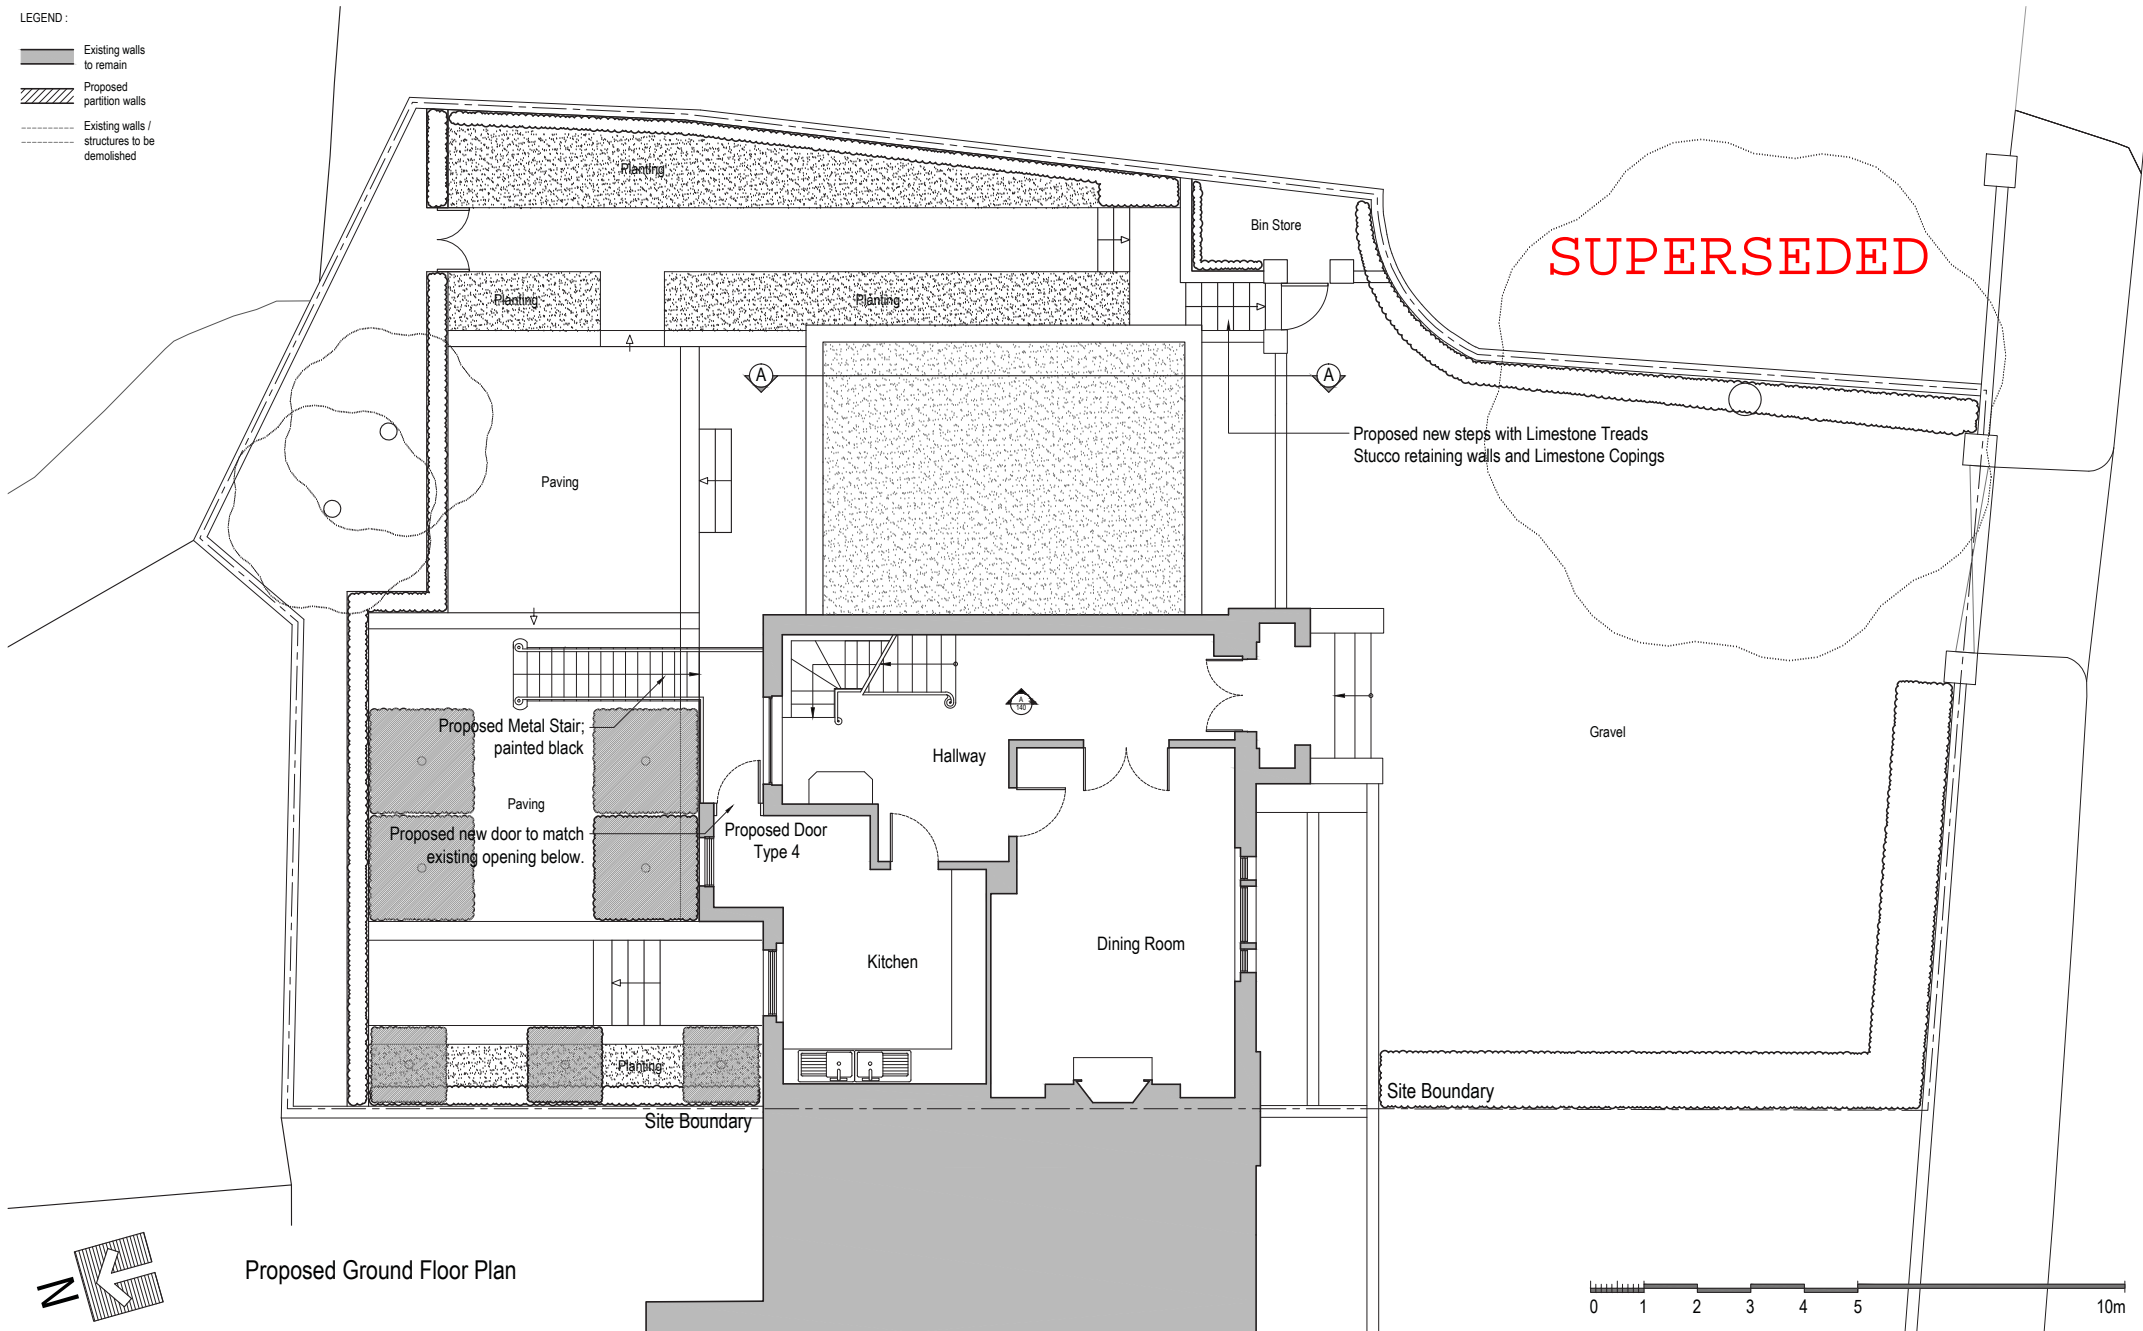 LEGEND :
Existing walls
to remain
Proposed
partition walls
Existing walls /
structures to be
demolished
Planting
Bin Store
SUPERSEDED
Planting
Planting
A
A
Proposed new steps with Limestone Treads
Stucco retaining walls and Limestone Copings
Paving
Proposed Metal Stair;
painted black
A
140
Hallway
Gravel
Paving
Proposed new door to match
existing opening below.
Proposed Door
Type 4
Dining Room
Kitchen
Planting
Site Boundary
Site Boundary
N
Proposed Ground Floor Plan
0 1 2 3 4 5 10m